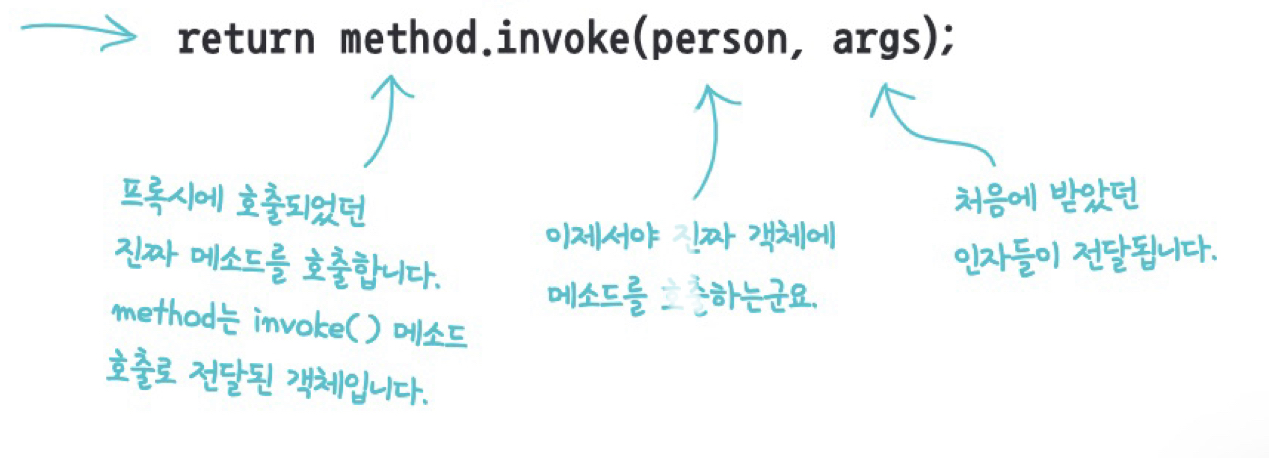 return method.invoke(person, args);
프록시에 호출되었던
진짜 메소드를 호출합니다.
method는 invoke() 메소드
호출로 전달된 객체입니다.
이제서야 진짜 객체에
메소드를 호출하는군요.
처음에 받았던
인자들이 전달됩니다.